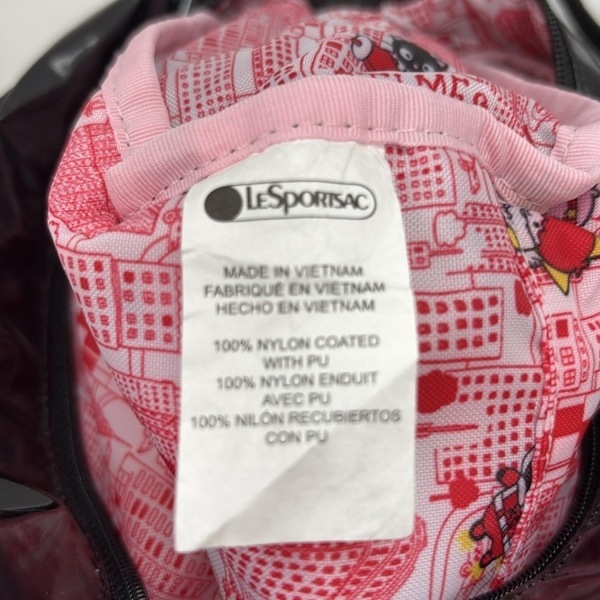 LESPORTSAC
MADE IN VIETNAM
FABRIQUÉ EN VIETNAM
HECHO EN VIETNAM
100% NYLON COATED
WITH PU
100% NYLON ENDUIT
AVEC PU
100% NILÓN RECUBIERTOS
CON PU